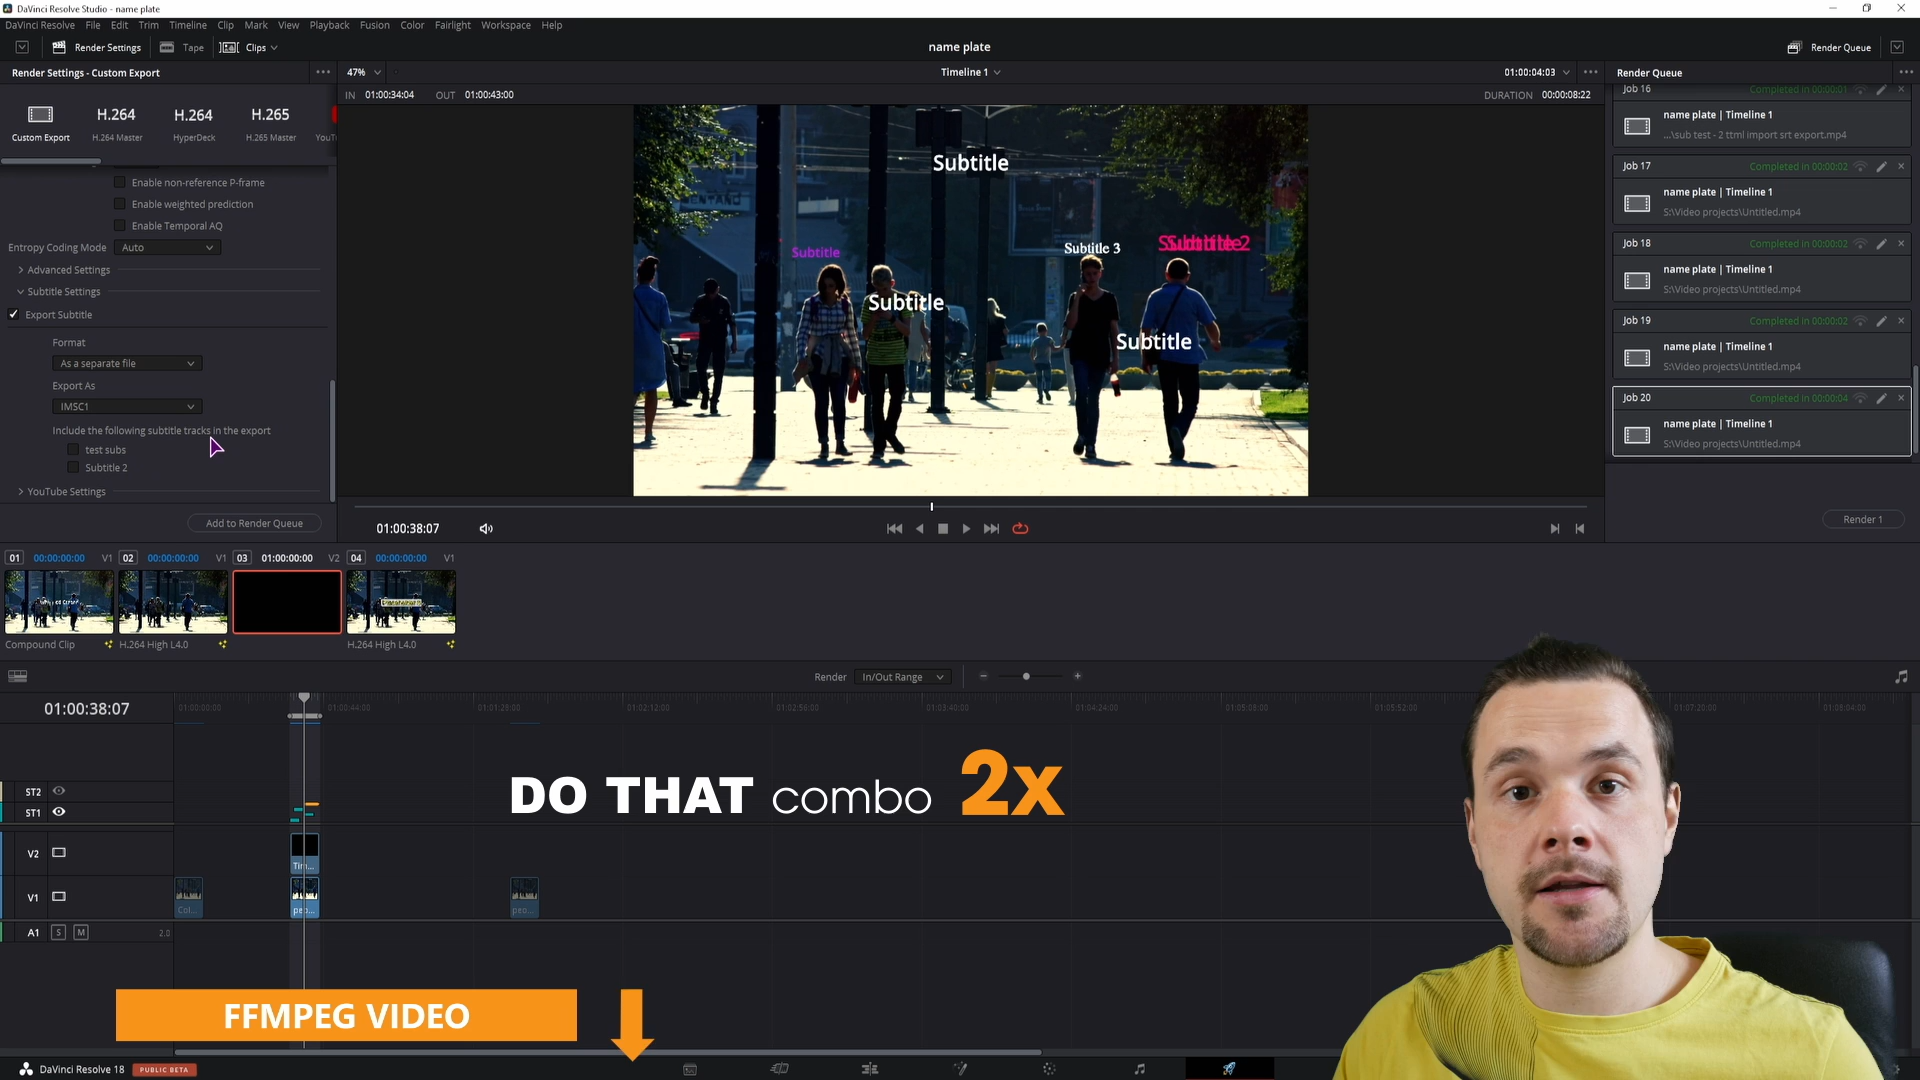 DaVinci Resolve Studio - name plate
DaVinci Resolve File Edit Trim Timeline Clip Mark View Playback Fusion Color Fairlight Workspace Help
Render Settings Tape Clips
name plate
Render Queue
Render Settings - Custom Export
47%
Timeline 1
01:00:04:03
Render Queue
IN 01:00:34:04 OUT 01:00:43:00
DURATION 00:00:08:22
H.264 H.264 H.265
Custom Export H.264 Master HyperDeck H.265 Master
Enable non-reference P-frame
Enable weighted prediction
Enable Temporal AQ
Entropy Coding Mode Auto
Advanced Settings
Subtitle Settings
Export Subtitle
Format
As a separate file
Export As
IMSC1
Include the following subtitle tracks in the export
test subs
Subtitle 2
YouTube Settings
Add to Render Queue
Subtitle
Subtitle
Subtitle 3
Subtitle 2
Subtitle
Subtitle
Job 16 Completed in 00:00:01
name plate | Timeline 1
...\sub test - 2 ttml import srt export.mp4
Job 17 Completed in 00:00:02
name plate | Timeline 1
S:\Video projects\Untitled.mp4
Job 18 Completed in 00:00:02
name plate | Timeline 1
S:\Video projects\Untitled.mp4
Job 19 Completed in 00:00:02
name plate | Timeline 1
S:\Video projects\Untitled.mp4
Job 20 Completed in 00:00:04
name plate | Timeline 1
S:\Video projects\Untitled.mp4
Render 1
01:00:38:07
01 00:00:00:00 V1 02 00:00:00:00 V1 03 01:00:00:00 V2 04 00:00:00:00 V1
Compound Clip H.264 High L4.0 H.264 High L4.0
Render In/Out Range
01:00:38:07
01:00:00:00 01:00:44:00 01:01:28:00 01:02:12:00 01:02:56:00 01:03:40:00 01:04:24:00 01:05:08:00 01:05:52:00 01:07:20:00 01:08:04:00
ST2
ST1
V2
Tim...
V1
Col... peo... peo...
A1 S M 2.0
DO THAT combo 2x
FFMPEG VIDEO
DaVinci Resolve 18 PUBLIC BETA